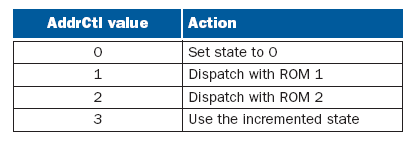 AddrCtl value Action
0 Set state to 0
1 Dispatch with ROM 1
2 Dispatch with ROM 2
3 Use the incremented state